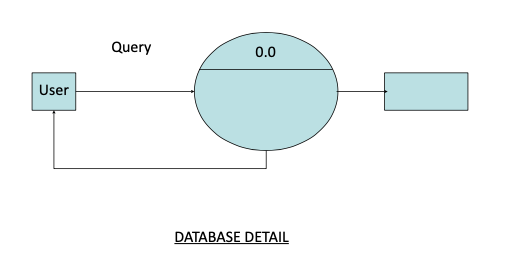 Query
0.0
User
DATABASE DETAIL